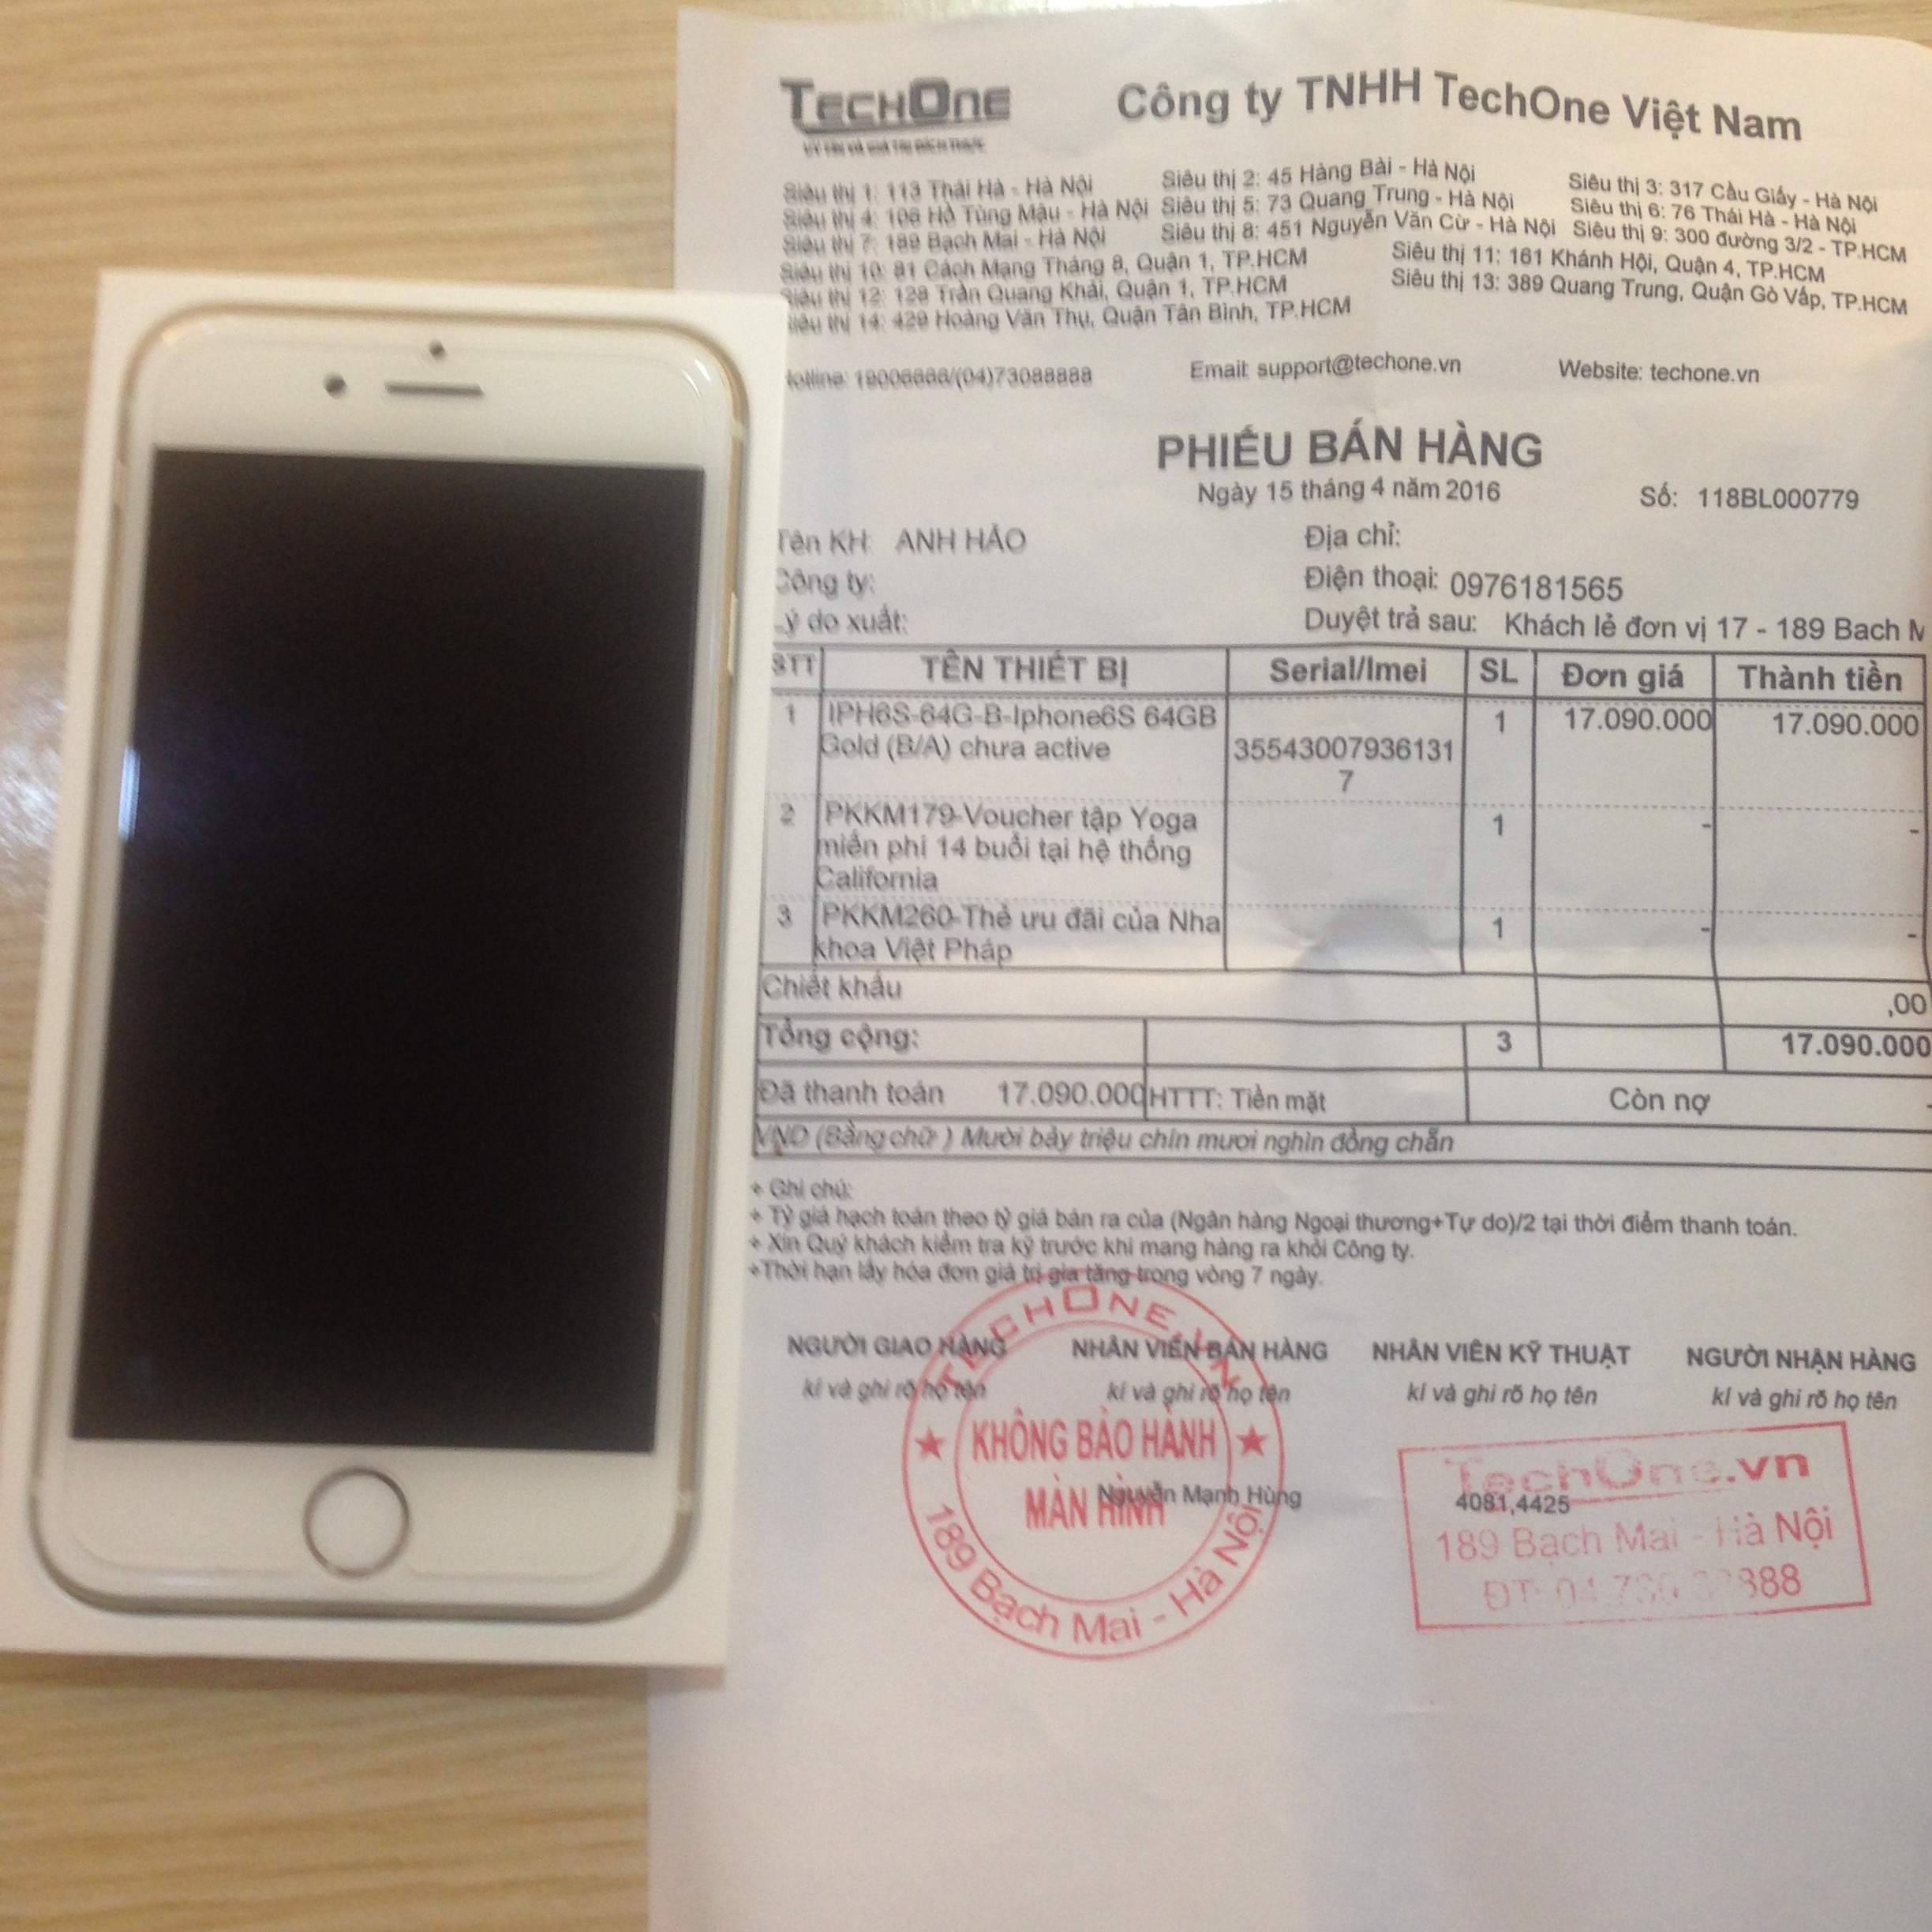 TECHONE
UY TÍN VÀ GIÁ TRỊ ĐÍCH THỰC
Công ty TNHH TechOne Việt Nam
Siêu thị 1: 113 Thái Hà - Hà Nội Siêu thị 2: 45 Hàng Bài - Hà Nội Siêu thị 3: 317 Cầu Giấy - Hà Nội
Siêu thị 4: 106 Hồ Tùng Mậu - Hà Nội Siêu thị 5: 73 Quang Trung - Hà Nội Siêu thị 6: 76 Thái Hà - Hà Nội
Siêu thị 7: 189 Bạch Mai - Hà Nội Siêu thị 8: 451 Nguyễn Văn Cừ - Hà Nội Siêu thị 9: 300 đường 3/2 - TP.HCM
Siêu thị 10: 81 Cách Mạng Tháng 8, Quận 1, TP.HCM Siêu thị 11: 161 Khánh Hội, Quận 4, TP.HCM
Siêu thị 12: 128 Trần Quang Khải, Quận 1, TP.HCM Siêu thị 13: 389 Quang Trung, Quận Gò Vấp, TP.HCM
iêu thị 14: 429 Hoàng Văn Thụ, Quận Tân Bình, TP.HCM
otline: 19006666/(04)73088888 Email: support@techone.vn Website: techone.vn
PHIẾU BÁN HÀNG
Ngày 15 tháng 4 năm 2016 Số: 118BL000779
Tên KH: ANH HẢO Địa chỉ:
Công ty: Điện thoại: 0976181565
Lý do xuất: Duyệt trả sau: Khách lẻ đơn vị 17 - 189 Bach M
STT TÊN THIẾT BỊ Serial/Imei SL Đơn giá Thành tiền
1 IPH6S-64G-B-Iphone6S 64GB 1 17.090.000 17.090.000
Gold (B/A) chưa active 35543007936131
7
2 PKKM179-Voucher tập Yoga 1 - -
miễn phí 14 buổi tại hệ thống
California
3 PKKM260-Thẻ ưu đãi của Nha 1 - -
khoa Việt Pháp
Chiết khấu ,00
Tổng cộng: 3 17.090.000
Đã thanh toán 17.090.000 HTTT: Tiền mặt Còn nợ -
VND (Bằng chữ ) Mười bảy triệu chín mươi nghìn đồng chẵn
+ Ghi chú:
+ Tỷ giá hạch toán theo tỷ giá bán ra của (Ngân hàng Ngoại thương+Tự do)/2 tại thời điểm thanh toán.
+ Xin Quý khách kiểm tra kỹ trước khi mang hàng ra khỏi Công ty.
+Thời hạn lấy hóa đơn giá trị gia tăng trong vòng 7 ngày.
NGƯỜI GIAO HÀNG NHÂN VIÊN BÁN HÀNG NHÂN VIÊN KỸ THUẬT NGƯỜI NHẬN HÀNG
kí và ghi rõ họ tên kí và ghi rõ họ tên kí và ghi rõ họ tên kí và ghi rõ họ tên
TECHONE.VN
KHÔNG BẢO HÀNH
MÀN HÌNH
189 Bạch Mai - Hà Nội
Nguyễn Mạnh Hùng
TechOne.vn
4081,4425
189 Bạch Mai - Hà Nội
ĐT: 04